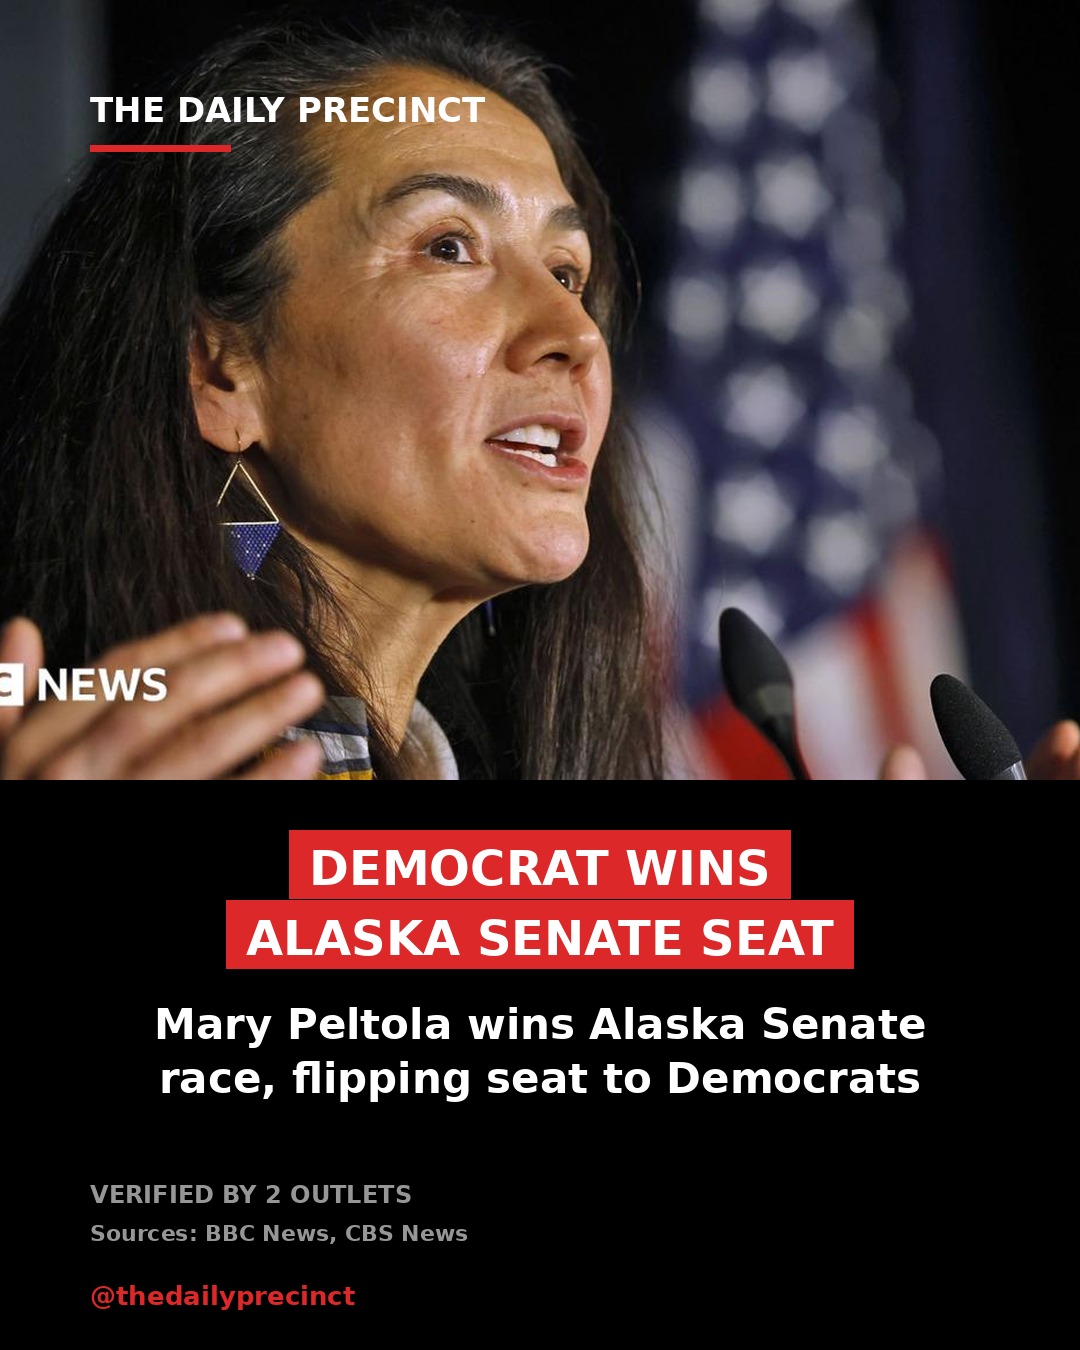 THE DAILY PRECINCT
C NEWS
DEMOCRAT WINS
ALASKA SENATE SEAT
Mary Peltola wins Alaska Senate
race, flipping seat to Democrats
VERIFIED BY 2 OUTLETS
Sources: BBC News, CBS News
@thedailyprecinct